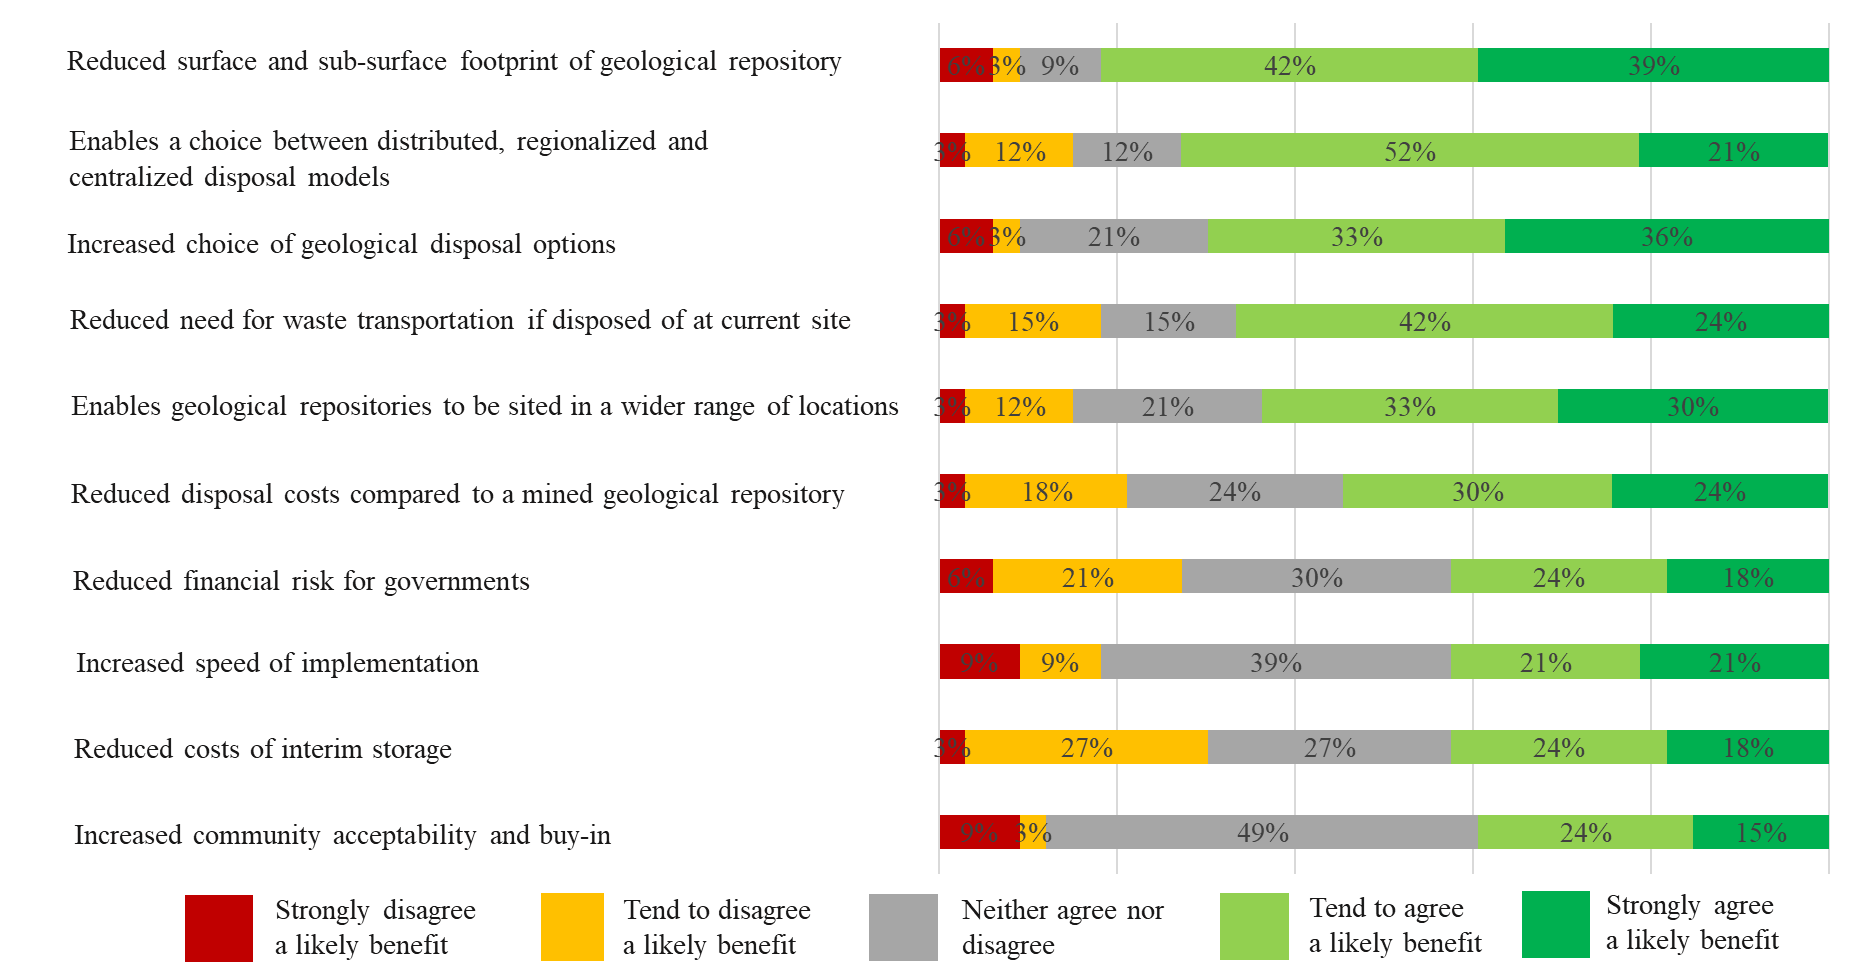 Reduced surface and sub-surface footprint of geological repository
6% 3% 9% 42% 39%
Enables a choice between distributed, regionalized and
centralized disposal models
3% 12% 12% 52% 21%
Increased choice of geological disposal options
6% 3% 21% 33% 36%
Reduced need for waste transportation if disposed of at current site
3% 15% 15% 42% 24%
Enables geological repositories to be sited in a wider range of locations
3% 12% 21% 33% 30%
Reduced disposal costs compared to a mined geological repository
3% 18% 24% 30% 24%
Reduced financial risk for governments
6% 21% 30% 24% 18%
Increased speed of implementation
9% 9% 39% 21% 21%
Reduced costs of interim storage
3% 27% 27% 24% 18%
Increased community acceptability and buy-in
9% 3% 49% 24% 15%
Strongly disagree
a likely benefit
Tend to disagree
a likely benefit
Neither agree nor
disagree
Tend to agree
a likely benefit
Strongly agree
a likely benefit